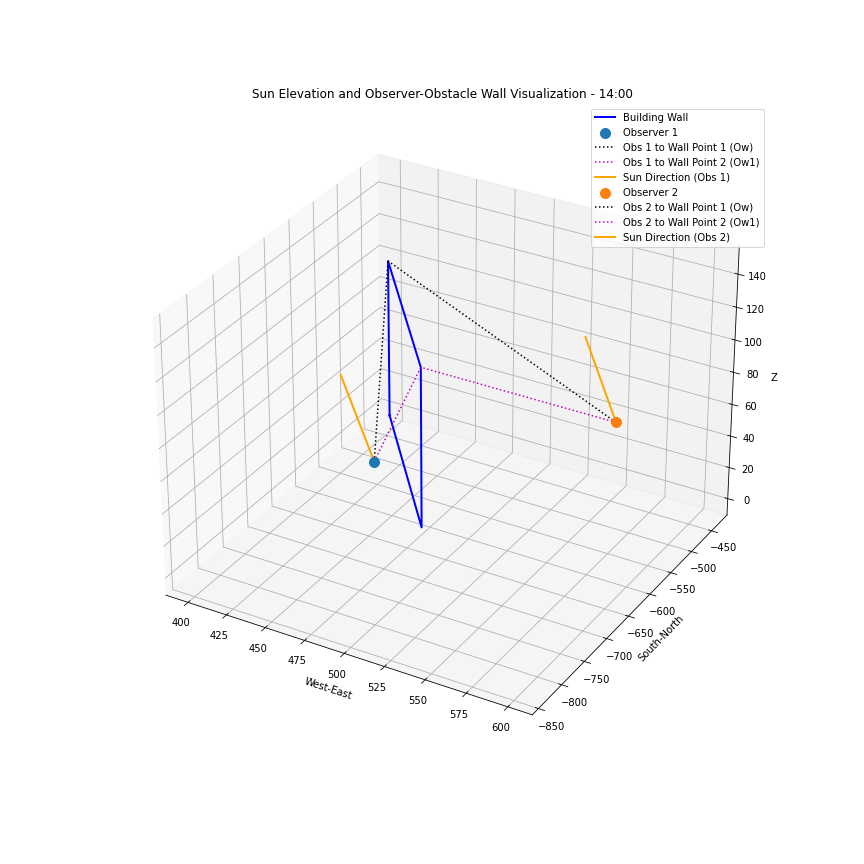 Sun Elevation and Observer-Obstacle Wall Visualization - 14:00
Building Wall
Observer 1
Obs 1 to Wall Point 1 (Ow)
Obs 1 to Wall Point 2 (Ow1)
Sun Direction (Obs 1)
Observer 2
Obs 2 to Wall Point 1 (Ow)
Obs 2 to Wall Point 2 (Ow1)
Sun Direction (Obs 2)
140
120
100
80
60
40
20
0
Z
−450
−500
−550
−600
−650
−700
−750
−800
−850
South-North
400
425
450
475
500
525
550
575
600
West-East